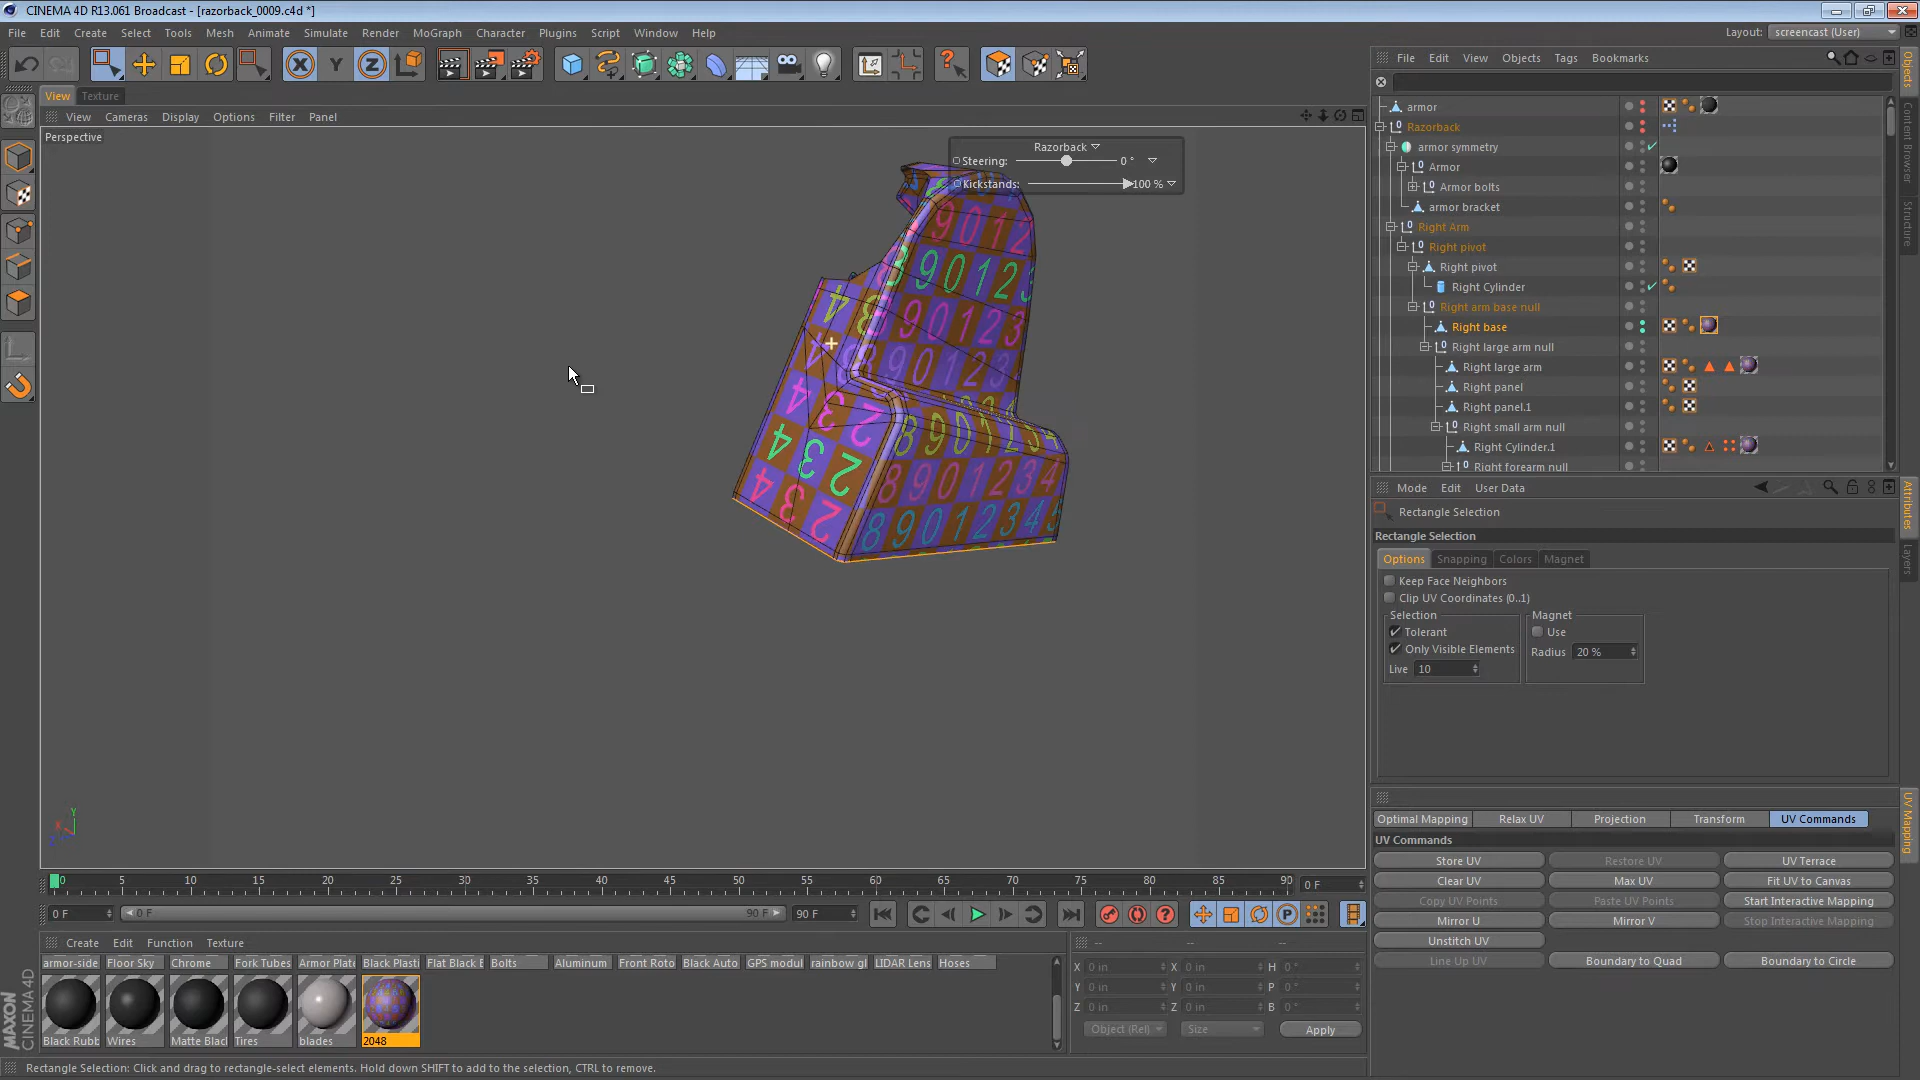 CINEMA 4D R13.061 Broadcast - [razorback_0009.c4d *]
File Edit Create Select Tools Mesh Animate Simulate Render MoGraph Character Plugins Script Window Help
Layout: screencast (User)
View Texture
View Cameras Display Options Filter Panel
Perspective
Razorback
Steering: 0 °
Kickstands: 100 %
File Edit View Objects Tags Bookmarks
armor
Razorback
armor symmetry
Armor
Armor bolts
armor bracket
Right Arm
Right pivot
Right pivot
Right Cylinder
Right arm base null
Right base
Right large arm null
Right large arm
Right panel
Right panel.1
Right small arm null
Right Cylinder.1
Right forearm null
Objects
Content Browser
Structure
Mode Edit User Data
Rectangle Selection
Rectangle Selection
Options Snapping Colors Magnet
Keep Face Neighbors
Clip UV Coordinates (0..1)
Selection Magnet
Tolerant Use
Only Visible Elements Radius 20 %
Live 10
Attributes
Layers
Optimal Mapping Relax UV Projection Transform UV Commands
UV Commands
Store UV Restore UV UV Terrace
Clear UV Max UV Fit UV to Canvas
Copy UV Points Paste UV Points Start Interactive Mapping
Mirror U Mirror V Stop Interactive Mapping
Unstitch UV
Line Up UV Boundary to Quad Boundary to Circle
UV Mapping
0 5 10 15 20 25 30 35 40 45 50 55 60 65 70 75 80 85 90 0 F
0 F 0 F 90 F 90 F
Create Edit Function Texture
armor-side Floor Sky Chrome Fork Tubes Armor Plate Black Plasti Flat Black E Bolts Aluminum Front Roto Black Auto GPS modul rainbow gl LIDAR Lens Hoses
Black Rubb Wires Matte Black Tires blades 2048
-- -- --
X 0 in X 0 in H 0 °
Y 0 in Y 0 in P 0 °
Z 0 in Z 0 in B 0 °
Object (Rel) Size Apply
MAXON
CINEMA 4D
Rectangle Selection: Click and drag to rectangle-select elements. Hold down SHIFT to add to the selection, CTRL to remove.